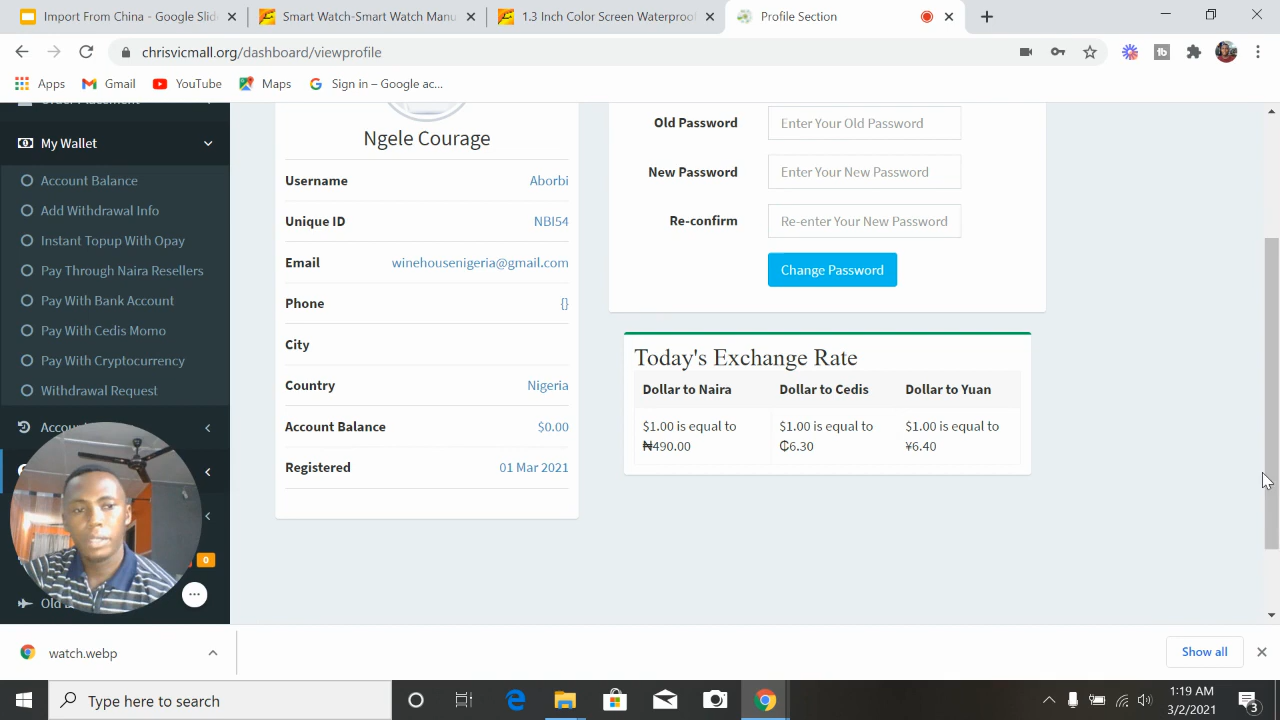 Import From China - Google Slid
Smart Watch-Smart Watch Manu
1.3 Inch Color Screen Waterproof
Profile Section
chrisvicmall.org/dashboard/viewprofile
Apps
Gmail
YouTube
Maps
Sign in – Google ac...
My Wallet
Account Balance
Add Withdrawal Info
Instant Topup With Opay
Pay Through Naira Resellers
Pay With Bank Account
Pay With Cedis Momo
Pay With Cryptocurrency
Withdrawal Request
0
Old
Ngele Courage
Username Aborbi
Unique ID NBI54
Email winehousenigeria@gmail.com
Phone {}
City
Country Nigeria
Account Balance $0.00
Registered 01 Mar 2021
Old Password Enter Your Old Password
New Password Enter Your New Password
Re-confirm Re-enter Your New Password
Change Password
Today's Exchange Rate
Dollar to Naira Dollar to Cedis Dollar to Yuan
$1.00 is equal to $1.00 is equal to $1.00 is equal to
₦490.00 ₵6.30 ¥6.40
watch.webp
Show all
Type here to search
1:19 AM
3/2/2021
3